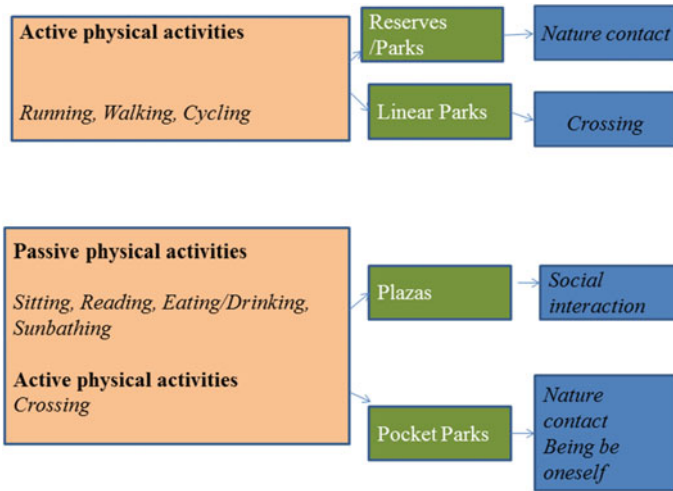 Active physical activities
Running, Walking, Cycling
Reserves
/Parks
Nature contact
Linear Parks
Crossing
Passive physical activities
Sitting, Reading, Eating/Drinking,
Sunbathing
Active physical activities
Crossing
Plazas
Social
interaction
Pocket Parks
Nature
contact
Being be
oneself